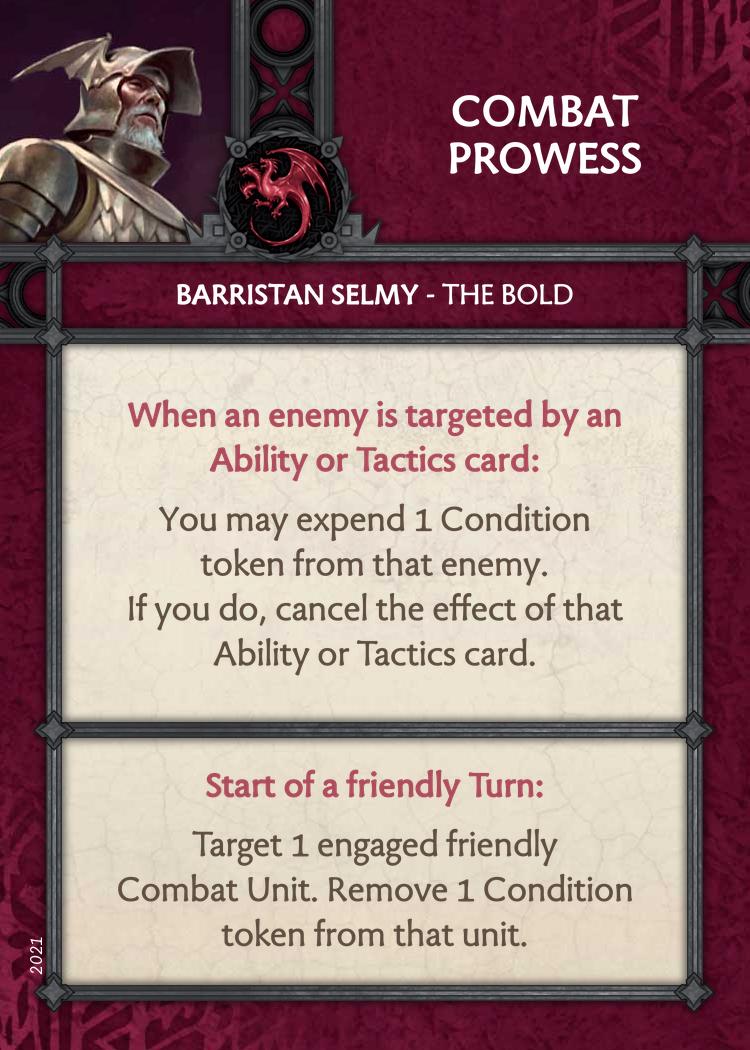 COMBAT
PROWESS
BARRISTAN SELMY - THE BOLD
When an enemy is targeted by an
Ability or Tactics card:
You may expend 1 Condition
token from that enemy.
If you do, cancel the effect of that
Ability or Tactics card.
Start of a friendly Turn:
Target 1 engaged friendly
Combat Unit. Remove 1 Condition
token from that unit.
2021